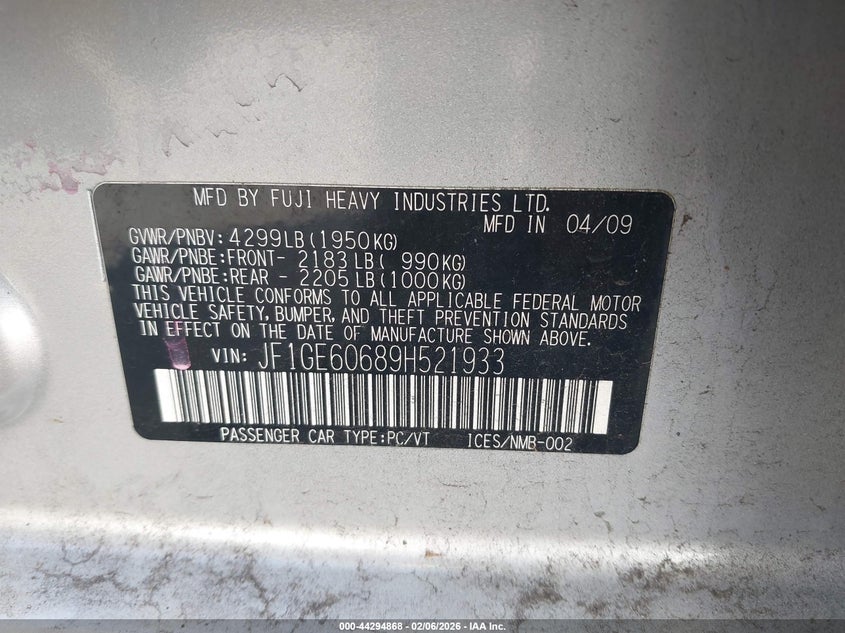 MFD BY FUJI HEAVY INDUSTRIES LTD.
MFD IN 04/09
GVWR/PNBV: 4299LB(1950KG)
GAWR/PNBE:FRONT- 2183LB( 990KG)
GAWR/PNBE:REAR - 2205LB(1000KG)
THIS VEHICLE CONFORMS TO ALL APPLICABLE FEDERAL MOTOR
VEHICLE SAFETY, BUMPER, AND THEFT PREVENTION STANDARDS
IN EFFECT ON THE DATE OF MANUFACTURE SHOWN ABOVE.
VIN: JF1GE60689H521933
PASSENGER CAR TYPE:PC/VT ICES/NMB-002
000-44294868 - 02/06/2026 - IAA Inc.